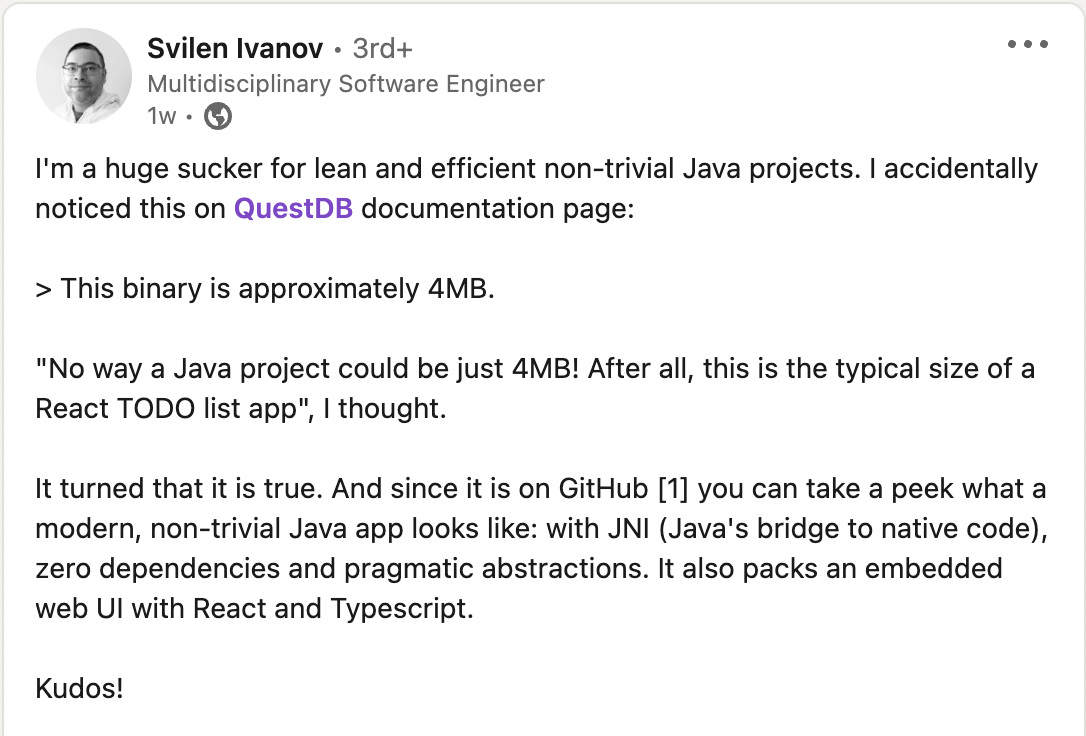 Svilen Ivanov • 3rd+
Multidisciplinary Software Engineer
1w •
I'm a huge sucker for lean and efficient non-trivial Java projects. I accidentally
noticed this on QuestDB documentation page:
> This binary is approximately 4MB.
"No way a Java project could be just 4MB! After all, this is the typical size of a
React TODO list app", I thought.
It turned that it is true. And since it is on GitHub [1] you can take a peek what a
modern, non-trivial Java app looks like: with JNI (Java's bridge to native code),
zero dependencies and pragmatic abstractions. It also packs an embedded
web UI with React and Typescript.
Kudos!